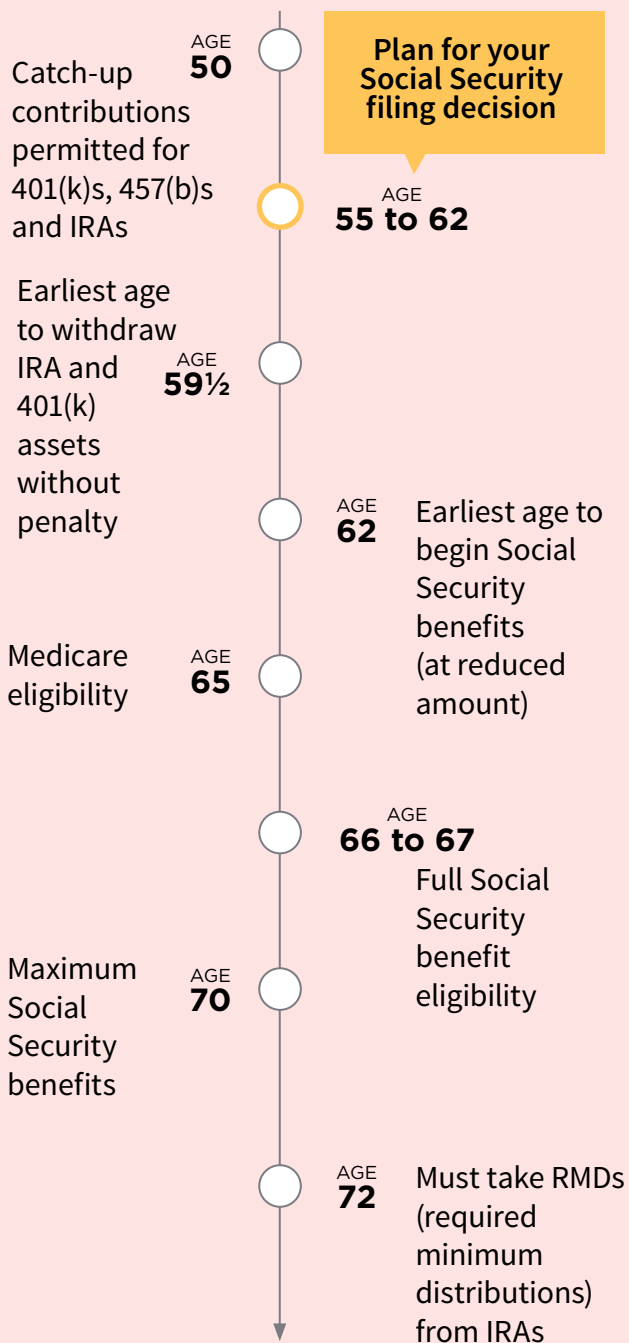 AGE
50
Catch-up
contributions
permitted for
401(k)s, 457(b)s
and IRAs
Plan for your
Social Security
filing decision
AGE
55 to 62
Earliest age
to withdraw
IRA and
401(k)
assets
without
penalty
AGE
59½
AGE
62
Earliest age to
begin Social
Security
benefits
(at reduced
amount)
Medicare
eligibility
AGE
65
AGE
66 to 67
Full Social
Security
benefit
eligibility
Maximum
Social
Security
benefits
AGE
70
AGE
72
Must take RMDs
(required
minimum
distributions)
from IRAs